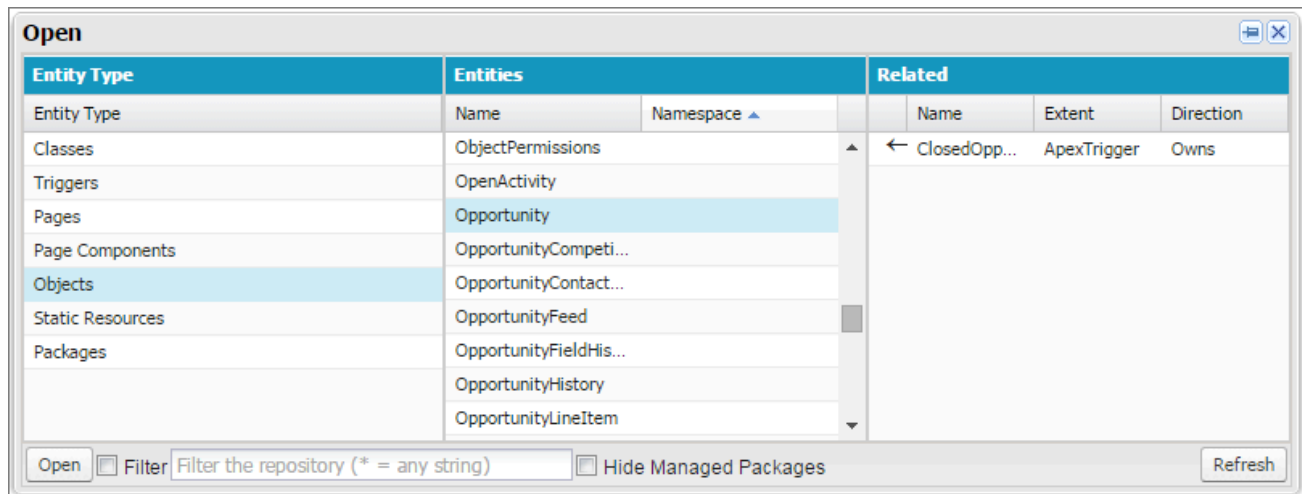 Open
Entity Type Entities Related
Entity Type Name Namespace Name Extent Direction
Classes ObjectPermissions ClosedOpp... ApexTrigger Owns
Triggers OpenActivity
Pages Opportunity
Page Components OpportunityCompeti...
Objects OpportunityContact...
Static Resources OpportunityFeed
Packages OpportunityFieldHis...
OpportunityHistory
OpportunityLineItem
Open Filter Filter the repository (* = any string) Hide Managed Packages Refresh